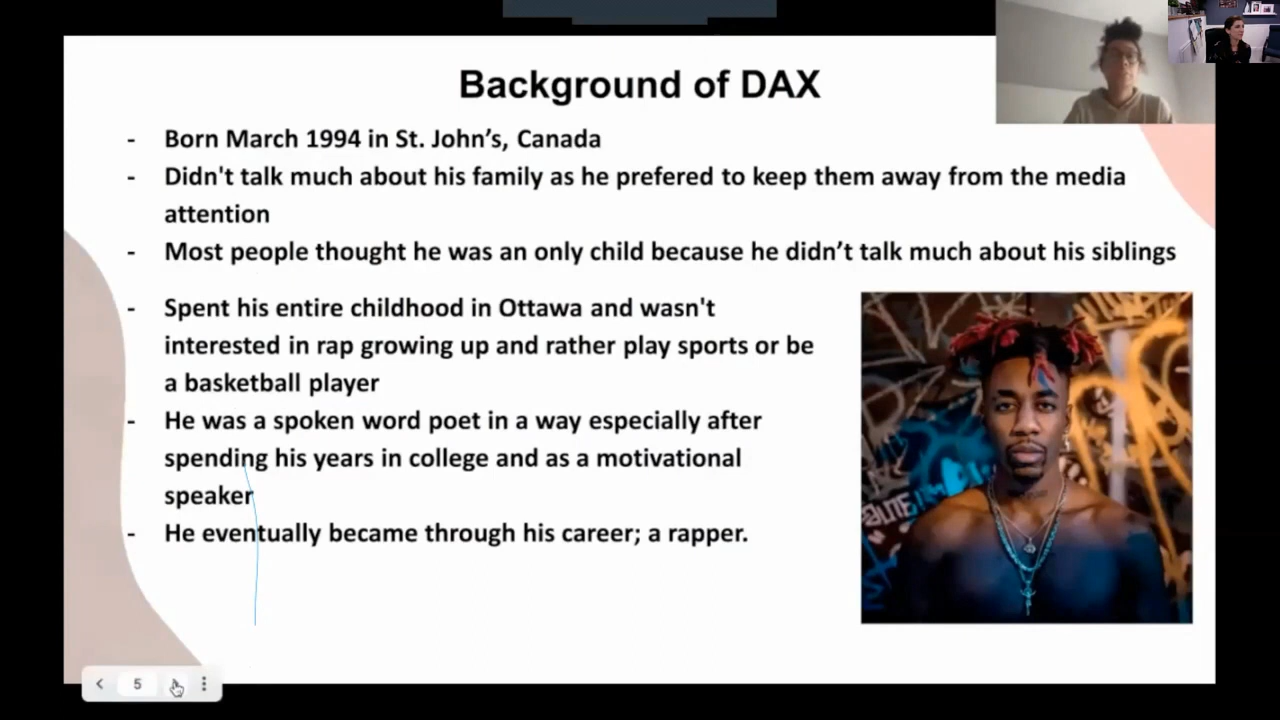 Background of DAX
- Born March 1994 in St. John's, Canada
- Didn't talk much about his family as he prefered to keep them away from the media
attention
- Most people thought he was an only child because he didn’t talk much about his siblings
- Spent his entire childhood in Ottawa and wasn't
interested in rap growing up and rather play sports or be
a basketball player
- He was a spoken word poet in a way especially after
spending his years in college and as a motivational
speaker
- He eventually became through his career; a rapper.
5